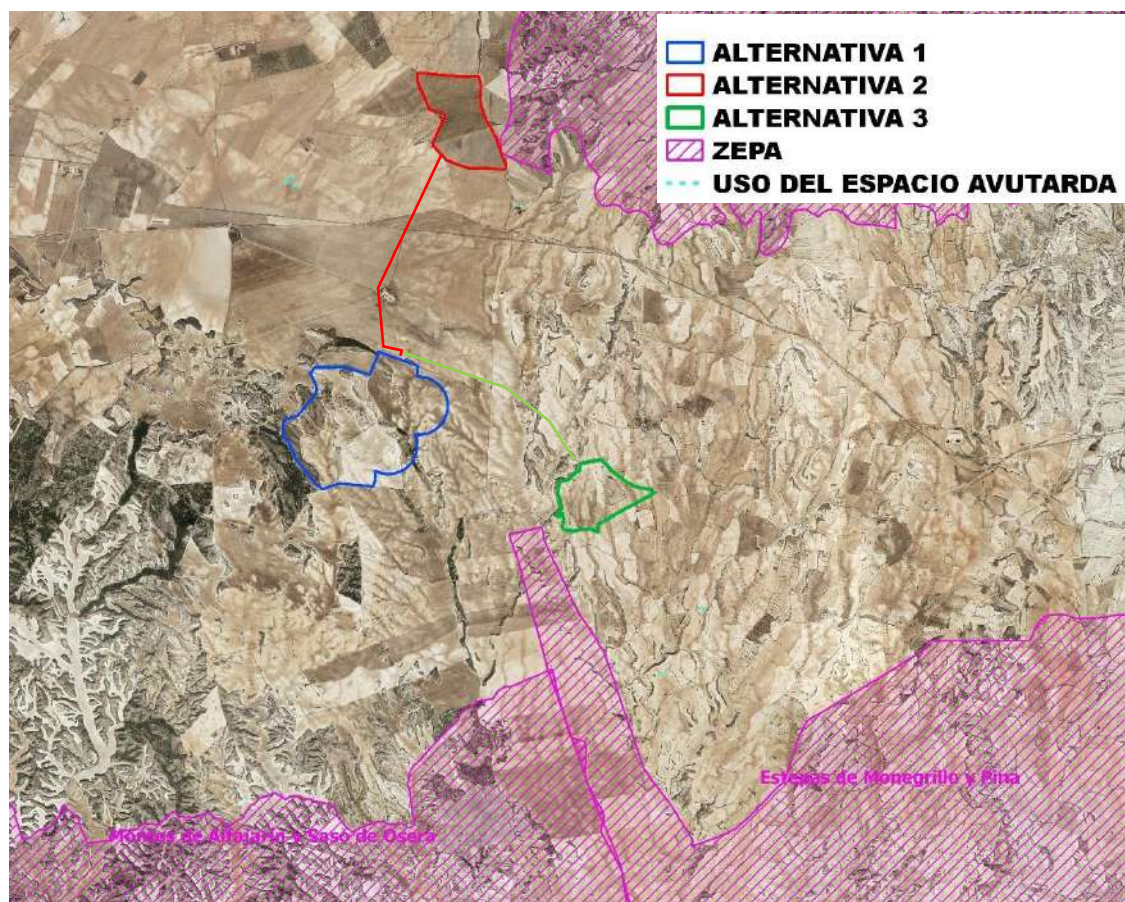 ALTERNATIVA 1
ALTERNATIVA 2
ALTERNATIVA 3
ZEPA
USO DEL ESPACIO AVUTARDA
Estepas de Monegrillo y Pina
Montes de Alfajarín y Saso de Osera